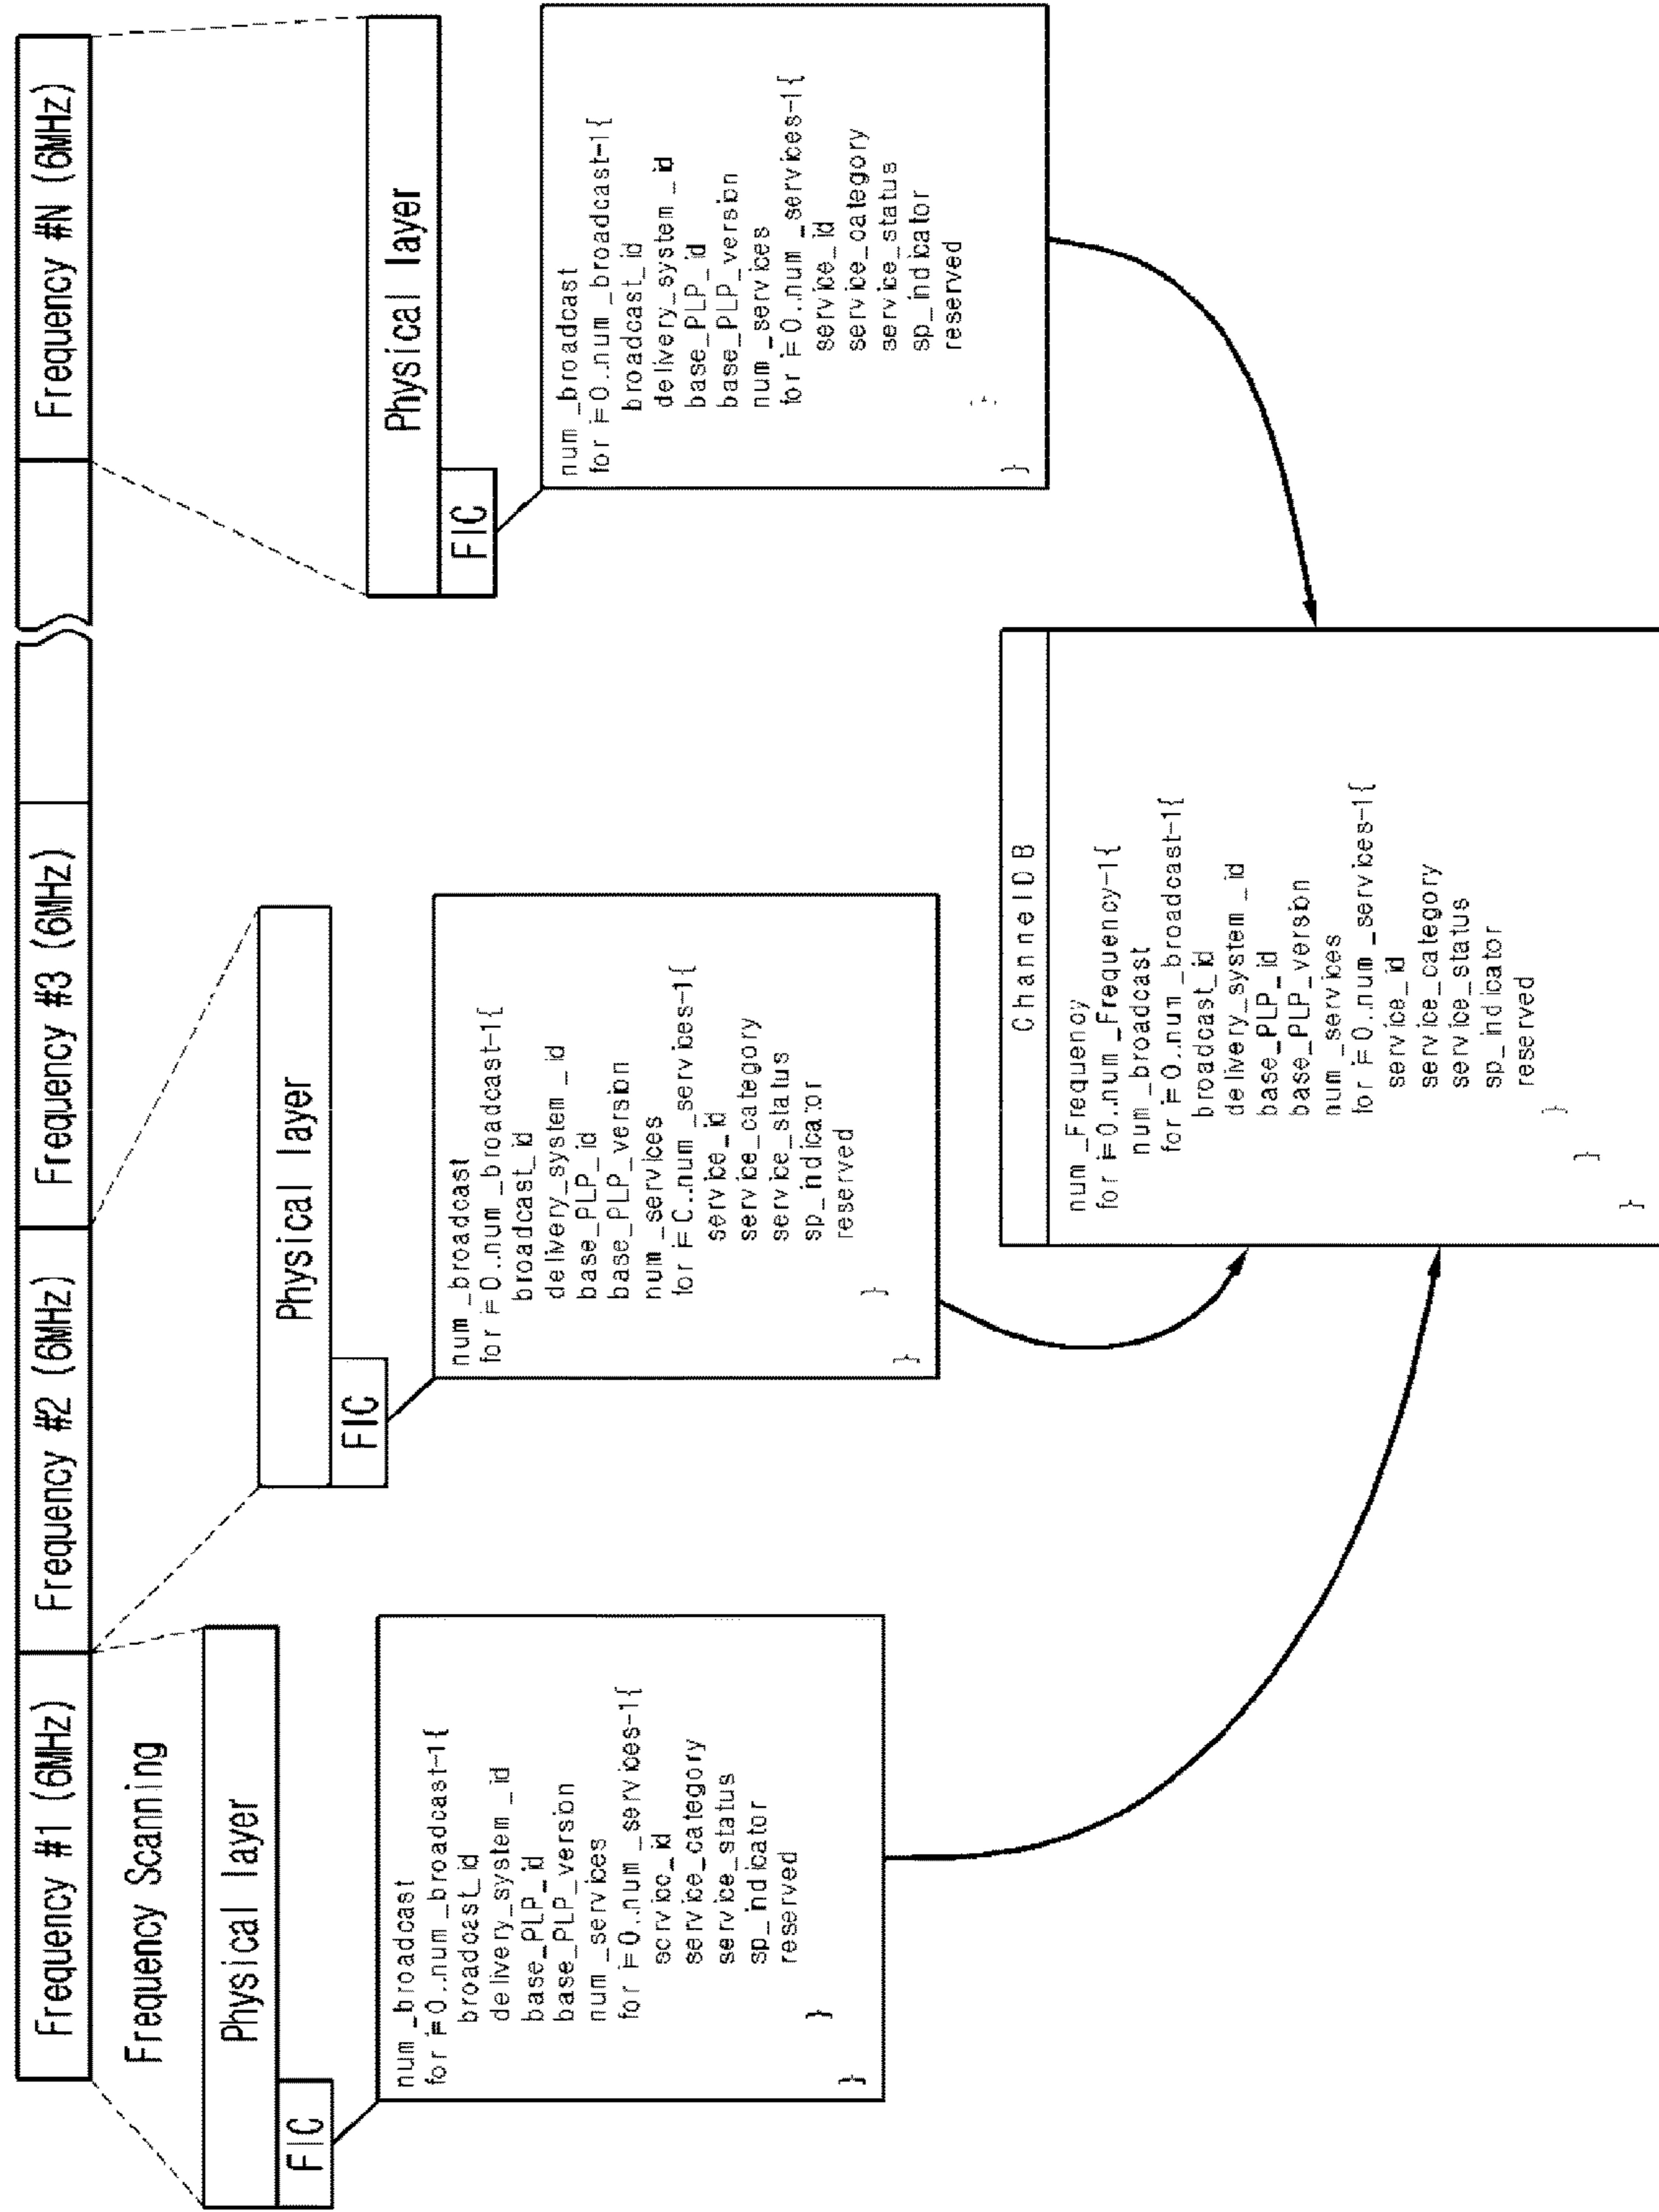 Frequency #1 (6MHz)
Frequency #2 (6MHz)
Frequency #3 (6MHz)
Frequency #N (6MHz)
Frequency Scanning
Physical layer
FIC
num_broadcast
for i=0..num_broadcast-1{
broadcast_id
delivery_system_id
base_PLP_id
base_PLP_version
num_services
for i=0..num_services-1{
service_id
service_category
service_status
sp_indicator
reserved
}
}
Physical layer
FIC
num_broadcast
for i=0..num_broadcast-1{
broadcast_id
delivery_system_id
base_PLP_id
base_PLP_version
num_services
for i=C..num_services-1{
service_id
service_category
service_status
sp_indicator
reserved
}
}
Physical layer
FIC
num_broadcast
for i=0..num_broadcast-1{
broadcast_id
delivery_system_id
base_PLP_id
base_PLP_version
num_services
for i=0..num_services-1{
service_id
service_category
service_status
sp_indicator
reserved
}
}
ChannelDB
num_Frequency
for i=0..num_Frequency-1{
num_broadcast
for i=0..num_broadcast-1{
broadcast_id
delivery_system_id
base_PLP_id
base_PLP_version
num_services
for i=0..num_services-1{
service_id
service_category
service_status
sp_indicator
reserved
}
}
}